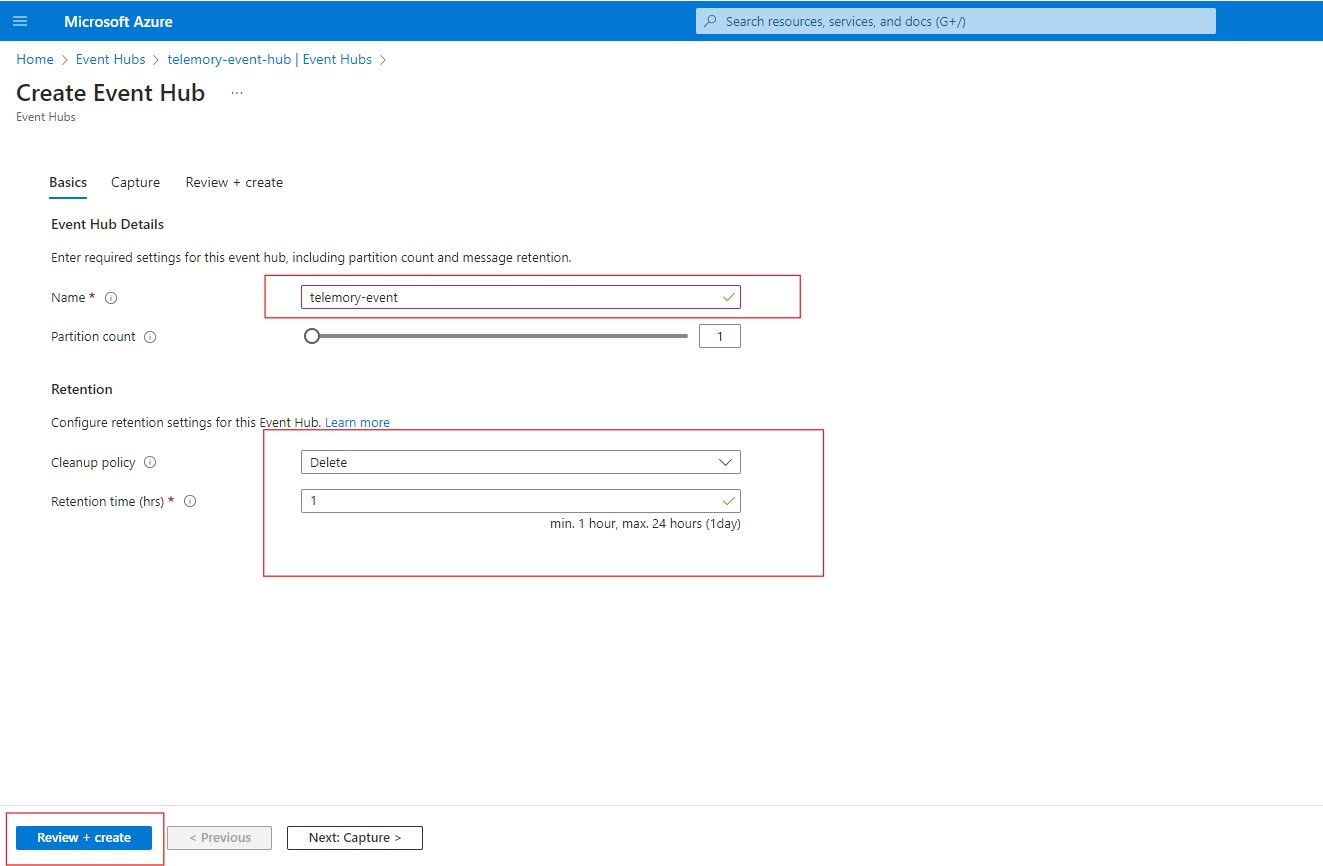 Microsoft Azure
Search resources, services, and docs (G+/)
Home > Event Hubs > telemory-event-hub | Event Hubs >
Create Event Hub ...
Event Hubs
Basics Capture Review + create
Event Hub Details
Enter required settings for this event hub, including partition count and message retention.
Name * telemory-event
Partition count 1
Retention
Configure retention settings for this Event Hub. Learn more
Cleanup policy Delete
Retention time (hrs) * 1
min. 1 hour, max. 24 hours (1day)
Review + create < Previous Next: Capture >